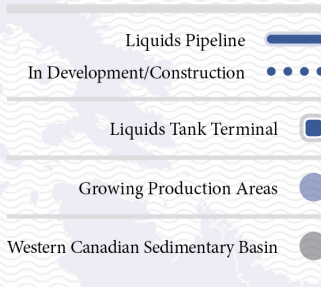 Liquids Pipeline
In Development/Construction
Liquids Tank Terminal
Growing Production Areas
Western Canadian Sedimentary Basin